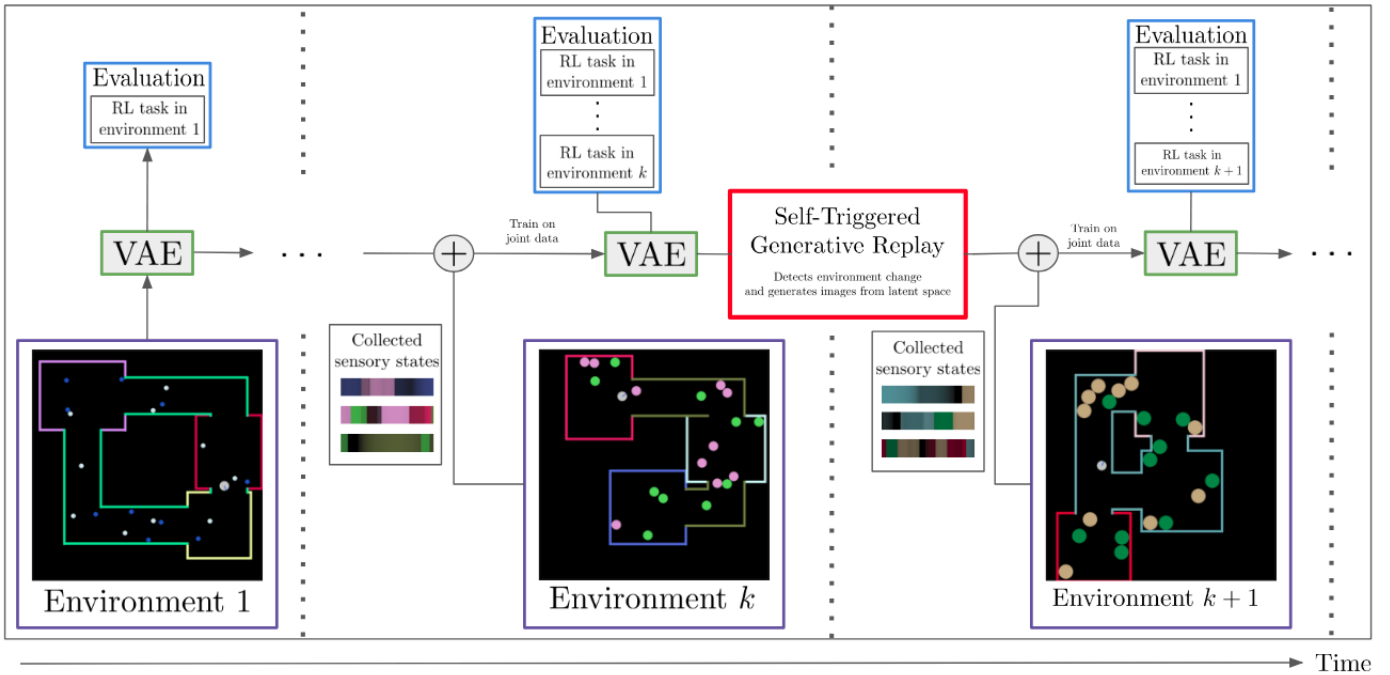 Evaluation
RL task in
environment 1
VAE
. . .
Environment 1
Evaluation
RL task in
environment 1
RL task in
environment k
Train on
joint data
+
VAE
Collected
sensory states
Environment k
Self-Triggered
Generative Replay
Detects environment change
and generates images from latent space
Evaluation
RL task in
environment 1
RL task in
environment k + 1
+
Train on
joint data
VAE
. . .
Collected
sensory states
Environment k + 1
Time